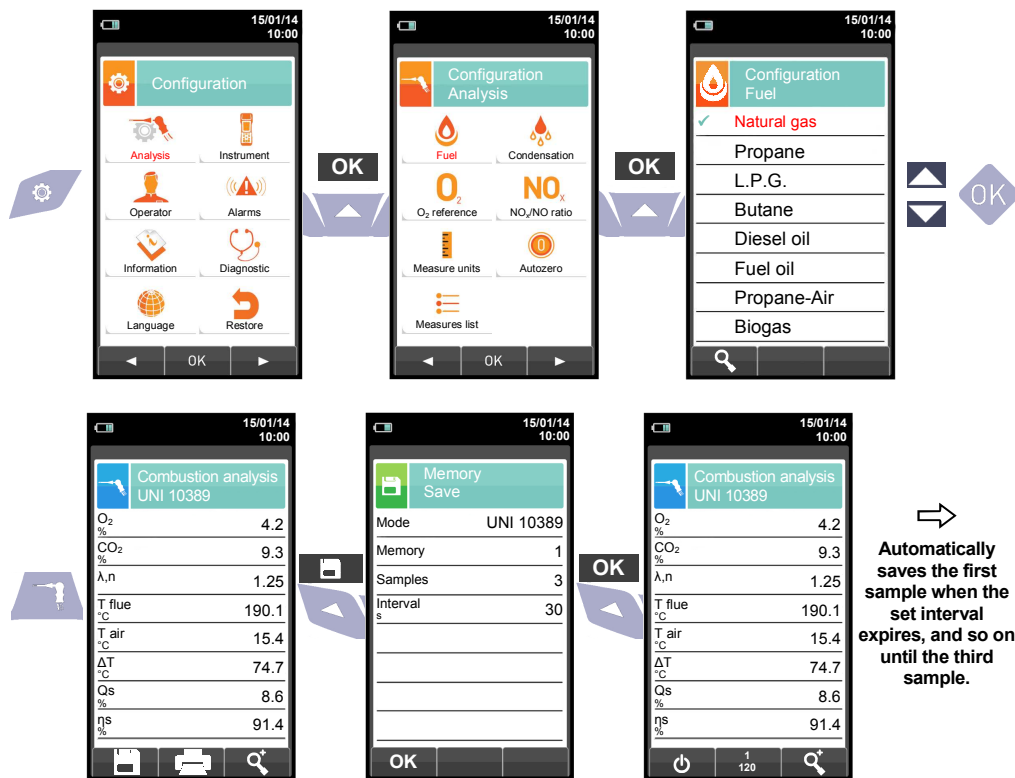 15/01/14
10:00
Configuration
Analysis
Instrument
Operator
Alarms
Information
Diagnostic
Language
Restore
◄ OK ►
OK
15/01/14
10:00
Configuration
Analysis
Fuel
Condensation
O2
NOx
O2 reference
NOx/NO ratio
Measure units
Autozero
Measures list
◄ OK ►
OK
15/01/14
10:00
Configuration
Fuel
✓ Natural gas
Propane
L.P.G.
Butane
Diesel oil
Fuel oil
Propane-Air
Biogas
OK
15/01/14
10:00
Combustion analysis
UNI 10389
O2 % 4.2
CO2 % 9.3
λ,n 1.25
T flue °C 190.1
T air °C 15.4
ΔT °C 74.7
Qs % 8.6
ηs % 91.4
15/01/14
10:00
Memory
Save
Mode UNI 10389
Memory 1
Samples 3
Interval s 30
OK
OK
15/01/14
10:00
Combustion analysis
UNI 10389
O2 % 4.2
CO2 % 9.3
λ,n 1.25
T flue °C 190.1
T air °C 15.4
ΔT °C 74.7
Qs % 8.6
ηs % 91.4
1
120
Automatically
saves the first
sample when the
set interval
expires, and so on
until the third
sample.